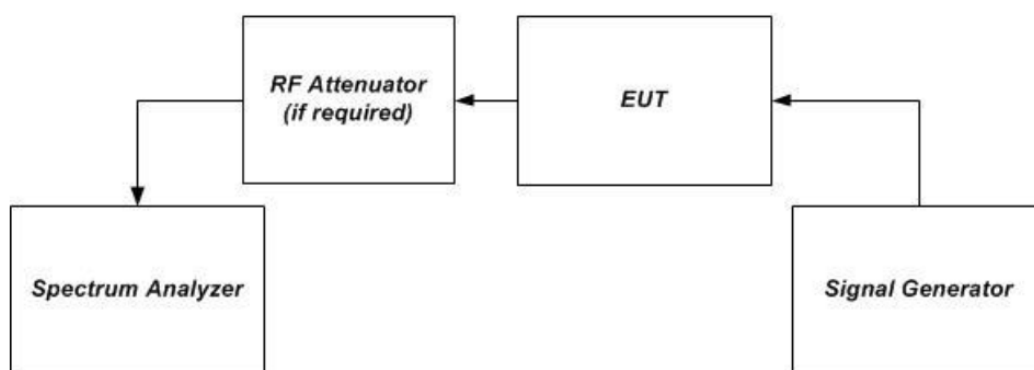 RF Attenuator
(if required)
EUT
Spectrum Analyzer
Signal Generator